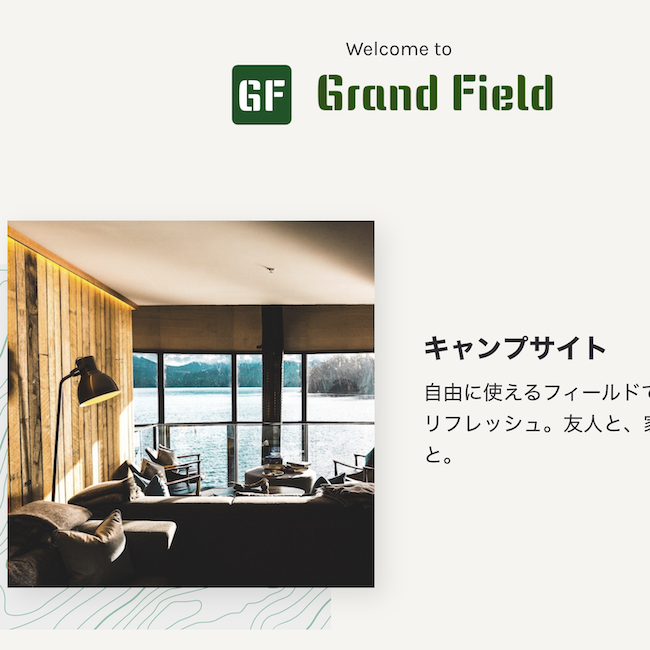 Welcome to
GF Grand Field
キャンプサイト
自由に使えるフィールドで
リフレッシュ。友人と、
と。